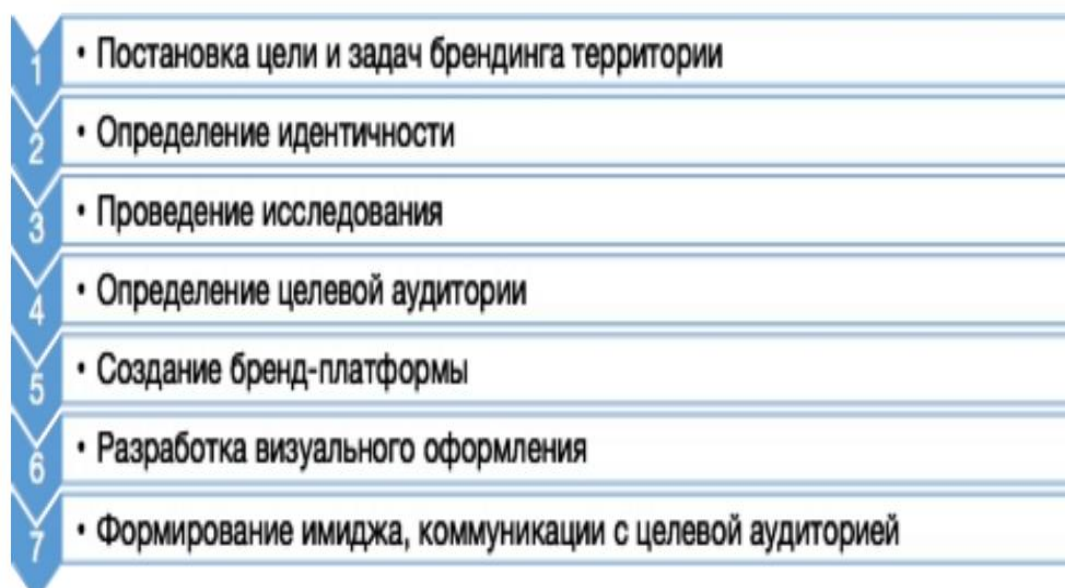 1 • Постановка цели и задач брендинга территории
2 • Определение идентичности
3 • Проведение исследования
4 • Определение целевой аудитории
5 • Создание бренд-платформы
6 • Разработка визуального оформления
7 • Формирование имиджа, коммуникации с целевой аудиторией